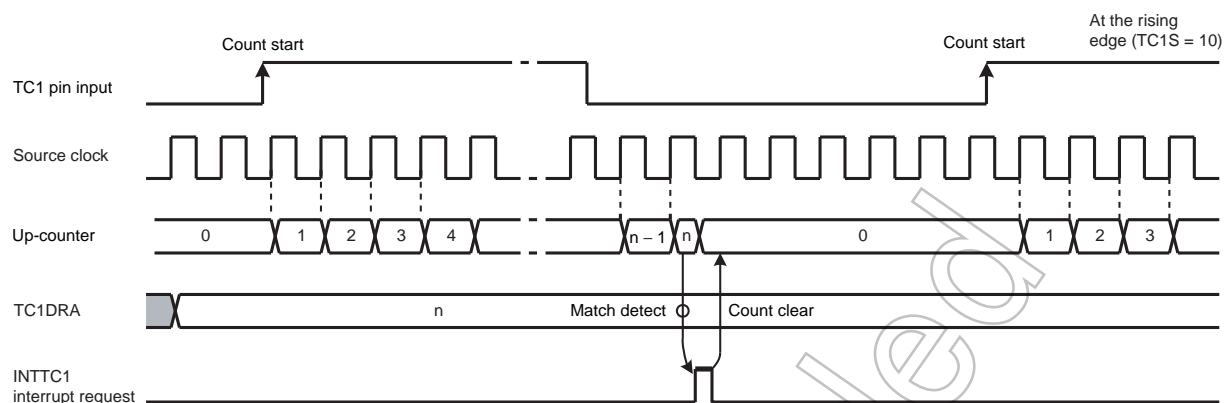 At the rising
edge (TC1S = 10)
Count start
Count start
TC1 pin input
Source clock
Up-counter
0 1 2 3 4 n − 1 n 0 1 2 3
TC1DRA
n Match detect Count clear
INTTC1
interrupt request